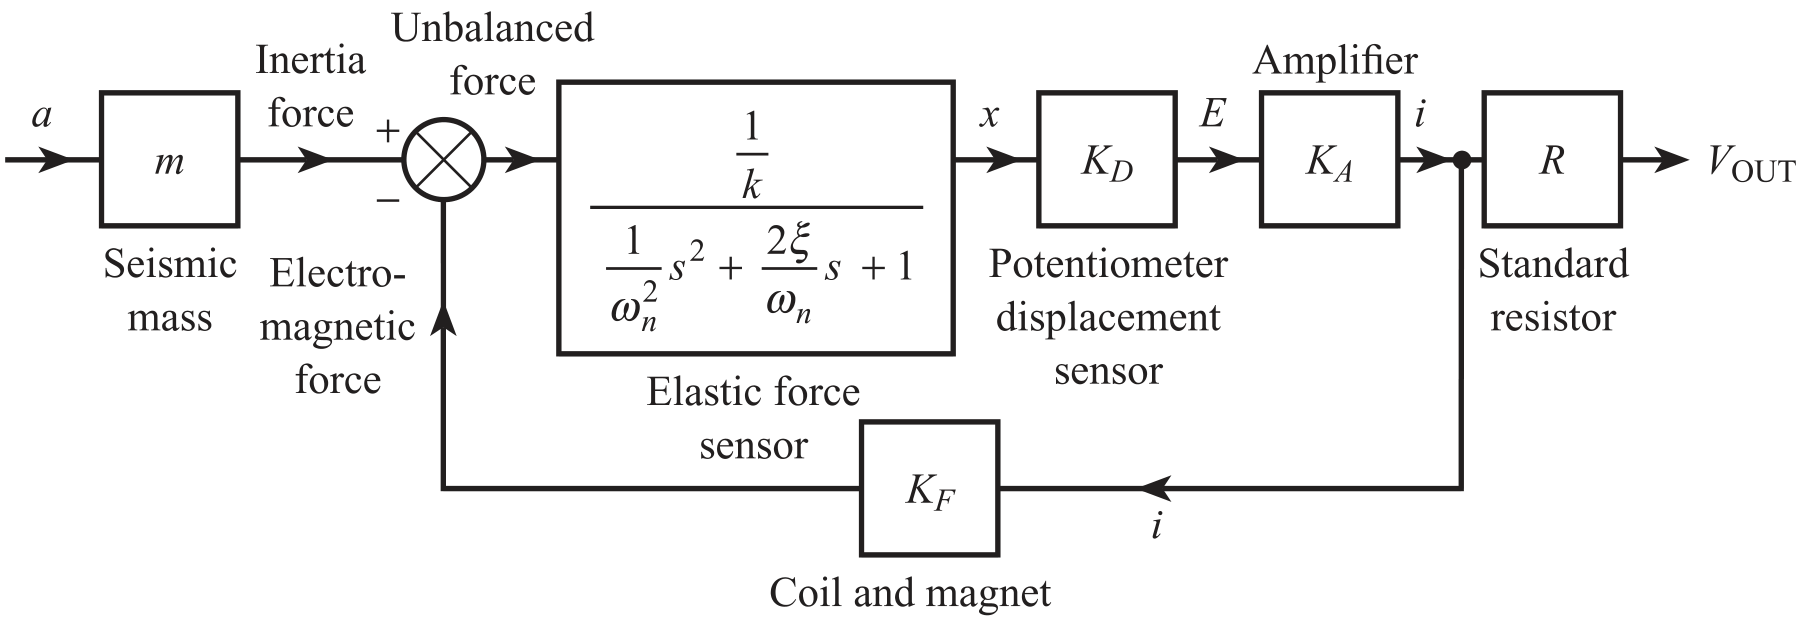 Unbalanced
force
Inertia
force
Amplifier
a
m
+
−
1
k
1
ω_n^2
s^2 +
2ξ
ω_n
s + 1
x
K_D
E
K_A
i
R
V_OUT
Seismic
mass
Electro-
magnetic
force
Elastic force
sensor
Potentiometer
displacement
sensor
Standard
resistor
K_F
i
Coil and magnet